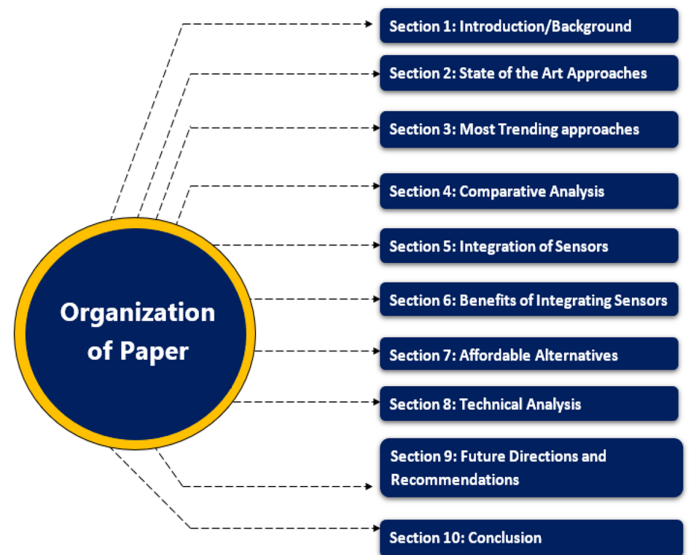 Section 1: Introduction/Background
Section 2: State of the Art Approaches
Section 3: Most Trending approaches
Section 4: Comparative Analysis
Section 5: Integration of Sensors
Organization
of Paper
Section 6: Benefits of Integrating Sensors
Section 7: Affordable Alternatives
Section 8: Technical Analysis
Section 9: Future Directions and
Recommendations
Section 10: Conclusion